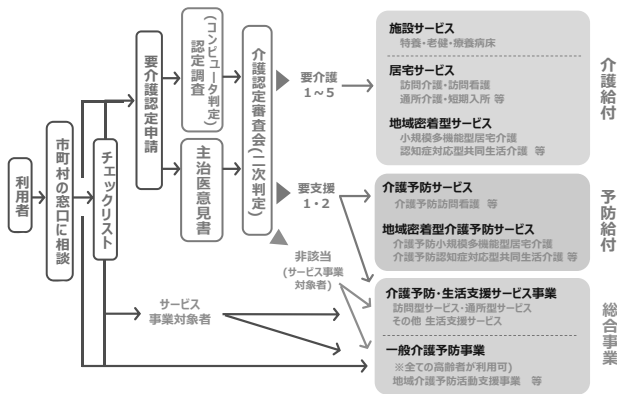 利用者
市町村の窓口に相談
チェックリスト
要介護認定申請
認定調査
(コンピュータ判定)
主治医意見書
介護認定審査会(二次判定)
要介護
1~5
要支援
1・2
非該当
(サービス事業
対象者)
サービス
事業対象者
施設サービス
特養・老健・療養病床
居宅サービス
訪問介護・訪問看護
通所介護・短期入所 等
地域密着型サービス
小規模多機能型居宅介護
認知症対応型共同生活介護 等
介護給付
介護予防サービス
介護予防訪問看護 等
地域密着型介護予防サービス
介護予防小規模多機能型居宅介護
介護予防認知症対応型共同生活介護 等
予防給付
介護予防・生活支援サービス事業
訪問型サービス・通所型サービス
その他 生活支援サービス
一般介護予防事業
※全ての高齢者が利用可)
地域介護予防活動支援事業 等
総合事業